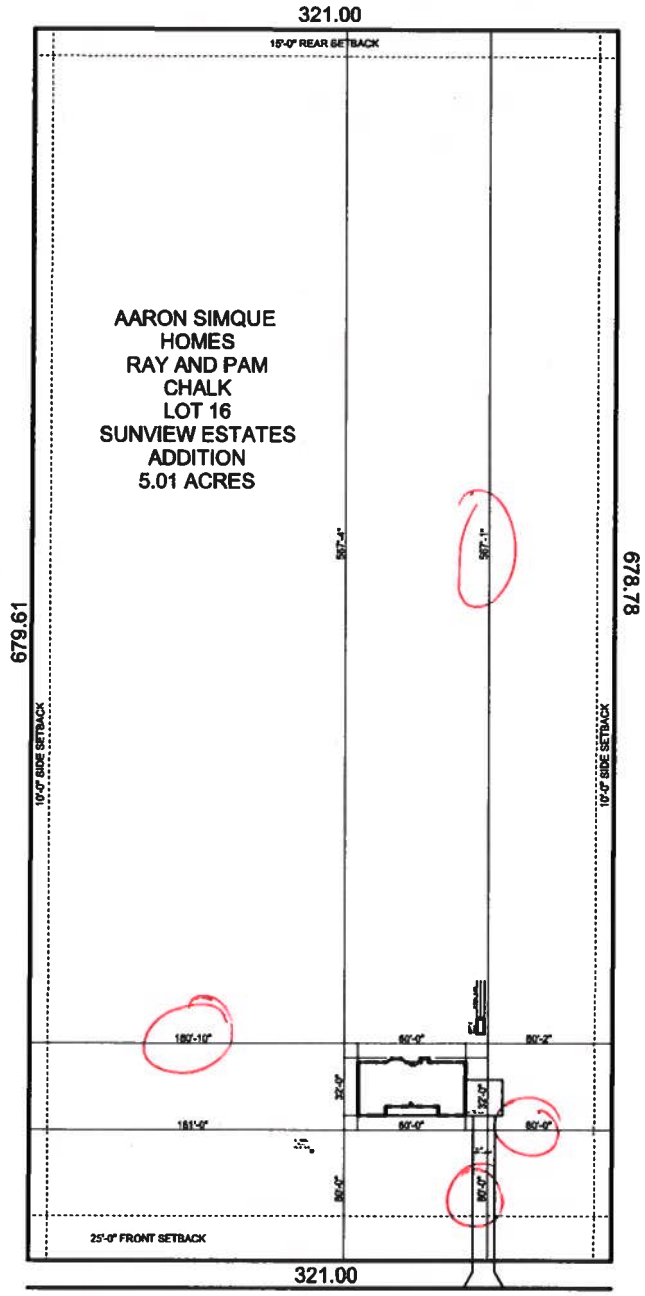 321.00
15'-0" REAR SETBACK
AARON SIMQUE
HOMES
RAY AND PAM
CHALK
LOT 16
SUNVIEW ESTATES
ADDITION
5.01 ACRES
567'-4"
567'-1"
679.61
678.78
10'-0" SIDE SETBACK
10'-0" SIDE SETBACK
180'-10"
60'-0"
80'-2"
32'-0"
32'-0"
181'-0"
60'-0"
80'-0"
80'-0"
80'-0"
25'-0" FRONT SETBACK
321.00